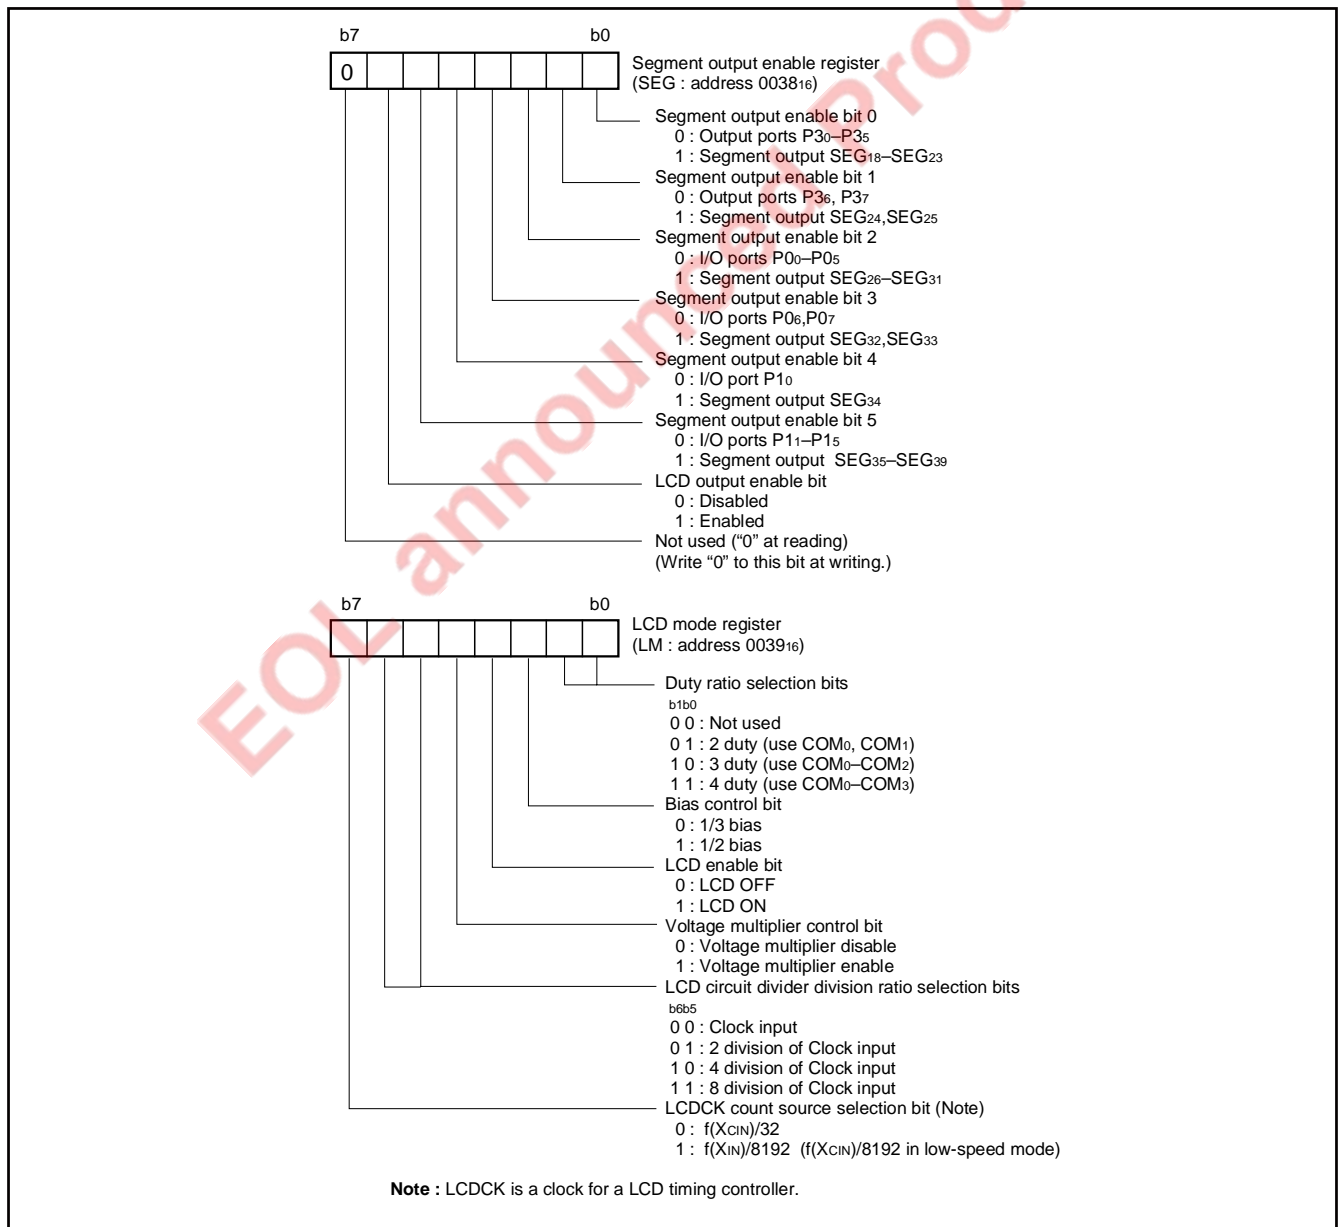 b7 b0
0
Segment output enable register
(SEG : address 003816)
Segment output enable bit 0
0 : Output ports P30–P35
1 : Segment output SEG18–SEG23
Segment output enable bit 1
0 : Output ports P36, P37
1 : Segment output SEG24,SEG25
Segment output enable bit 2
0 : I/O ports P00–P05
1 : Segment output SEG26–SEG31
Segment output enable bit 3
0 : I/O ports P06,P07
1 : Segment output SEG32,SEG33
Segment output enable bit 4
0 : I/O port P10
1 : Segment output SEG34
Segment output enable bit 5
0 : I/O ports P11–P15
1 : Segment output SEG35–SEG39
LCD output enable bit
0 : Disabled
1 : Enabled
Not used (“0” at reading)
(Write “0” to this bit at writing.)
b7 b0
LCD mode register
(LM : address 003916)
Duty ratio selection bits
b1b0
0 0 : Not used
0 1 : 2 duty (use COM0, COM1)
1 0 : 3 duty (use COM0–COM2)
1 1 : 4 duty (use COM0–COM3)
Bias control bit
0 : 1/3 bias
1 : 1/2 bias
LCD enable bit
0 : LCD OFF
1 : LCD ON
Voltage multiplier control bit
0 : Voltage multiplier disable
1 : Voltage multiplier enable
LCD circuit divider division ratio selection bits
b6b5
0 0 : Clock input
0 1 : 2 division of Clock input
1 0 : 4 division of Clock input
1 1 : 8 division of Clock input
LCDCK count source selection bit (Note)
0 : f(XCIN)/32
1 : f(XIN)/8192 (f(XCIN)/8192 in low-speed mode)
Note : LCDCK is a clock for a LCD timing controller.
EOL announced Prod